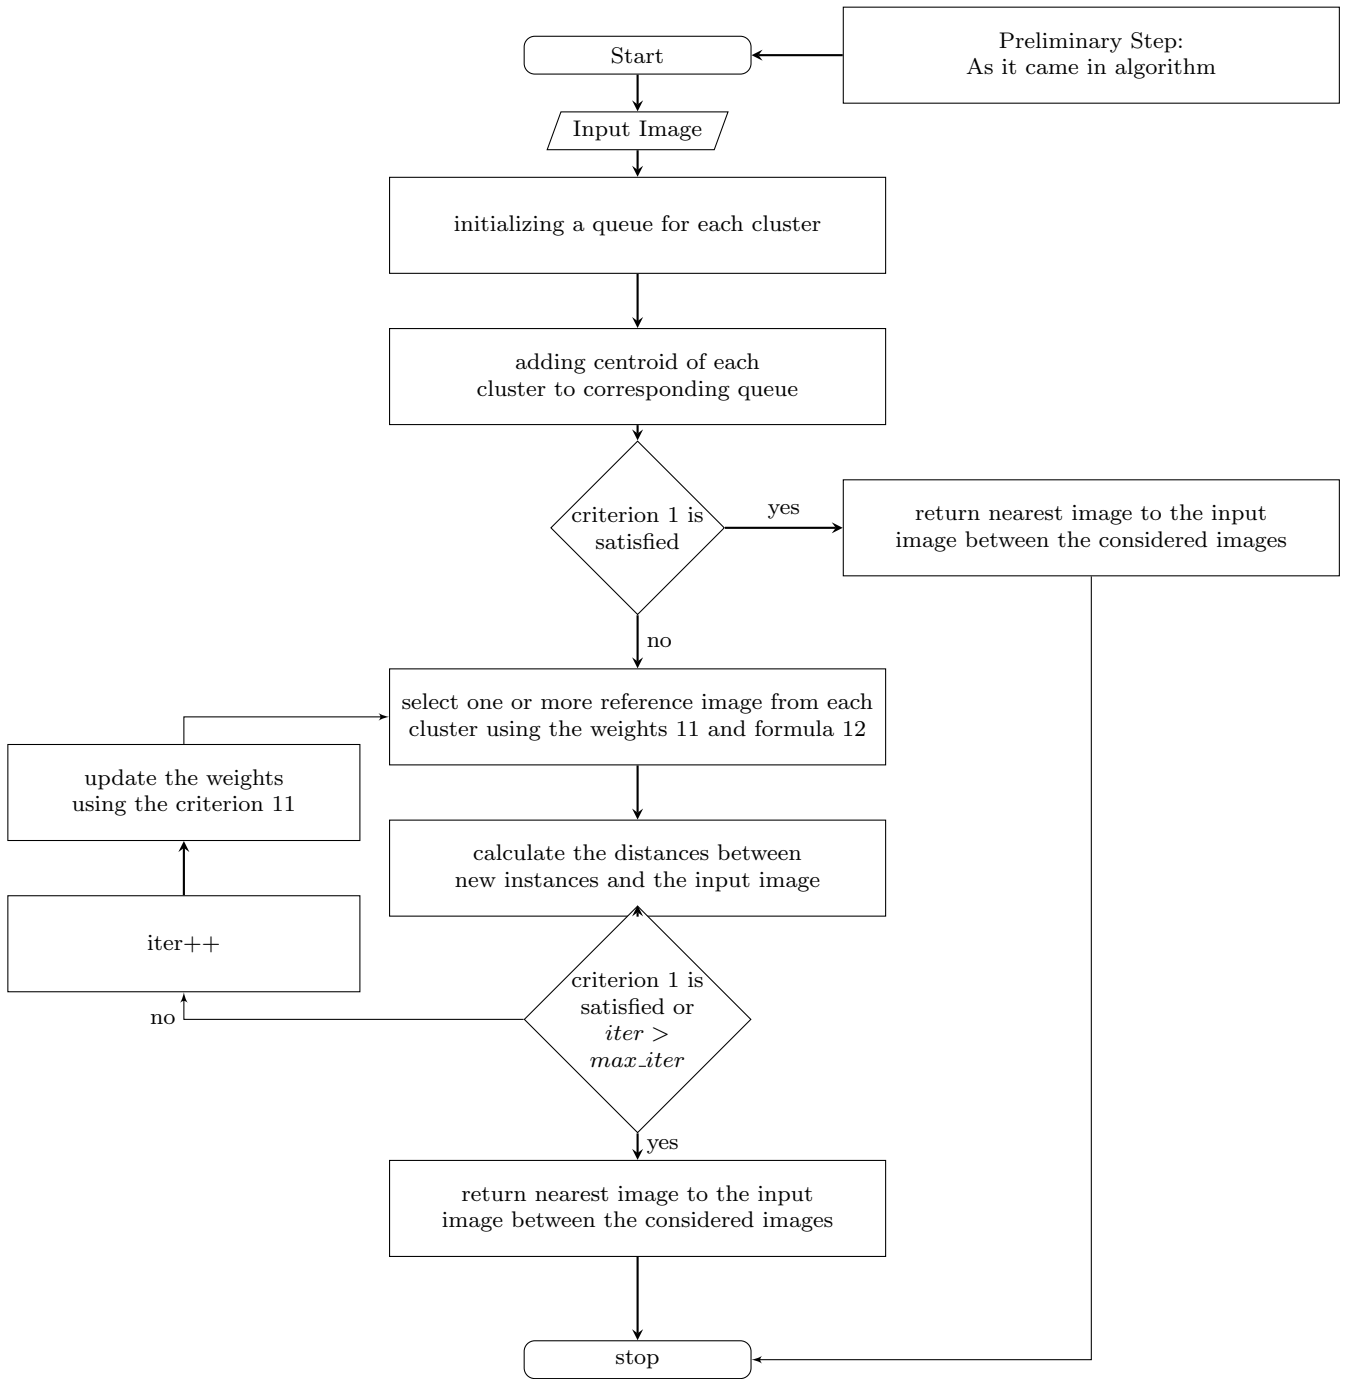 Preliminary Step:
As it came in algorithm
Start
Input Image
initializing a queue for each cluster
adding centroid of each
cluster to corresponding queue
criterion 1 is
satisfied
yes
return nearest image to the input
image between the considered images
no
select one or more reference image from each
cluster using the weights 11 and formula 12
update the weights
using the criterion 11
calculate the distances between
new instances and the input image
iter++
criterion 1 is
satisfied or
iter >
max_iter
no
yes
return nearest image to the input
image between the considered images
stop